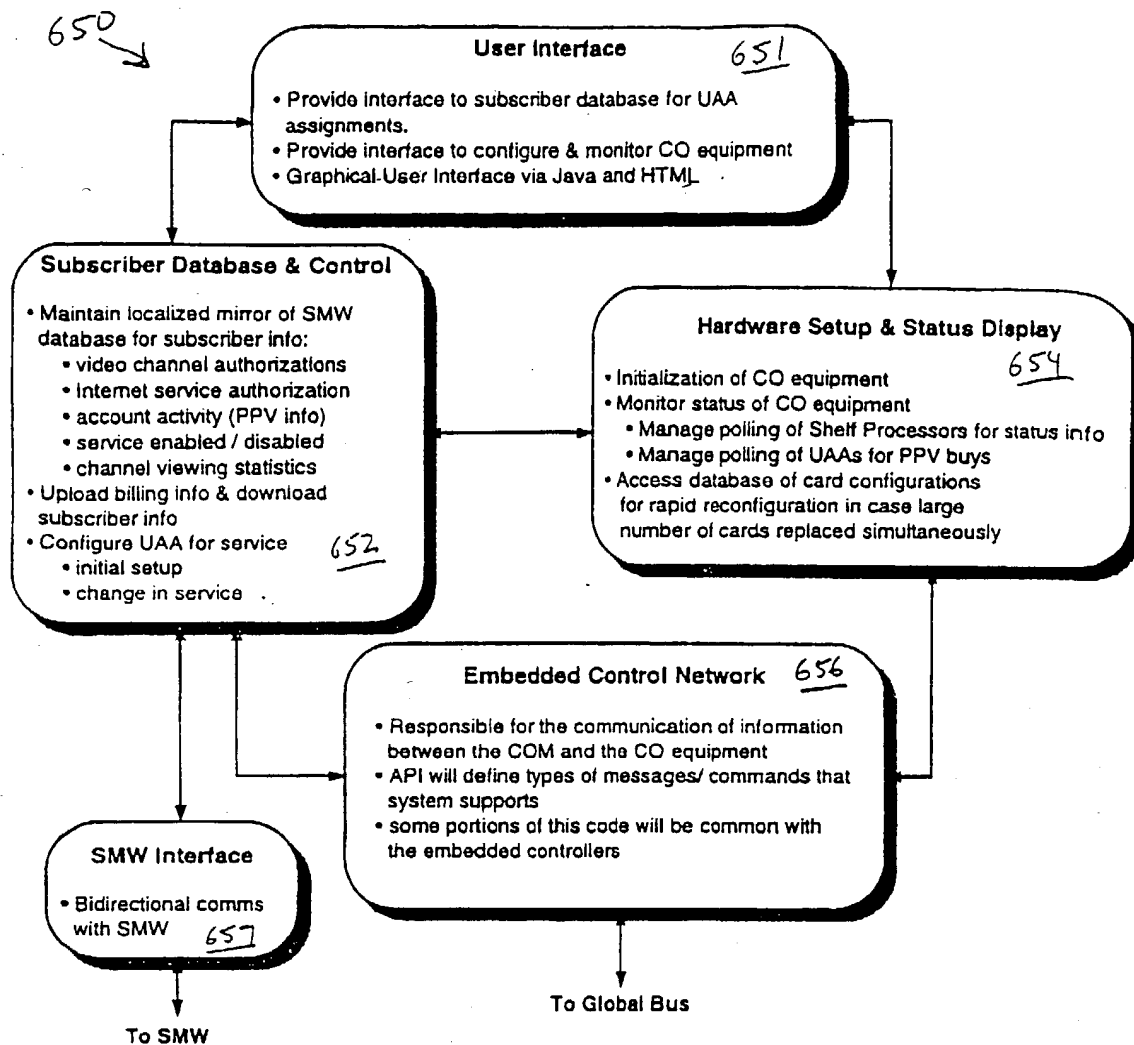 650
User Interface 651
• Provide interface to subscriber database for UAA
assignments.
• Provide interface to configure & monitor CO equipment
• Graphical-User Interface via Java and HTML
Subscriber Database & Control
• Maintain localized mirror of SMW
database for subscriber info:
• video channel authorizations
• Internet service authorization
• account activity (PPV info)
• service enabled / disabled
• channel viewing statistics
• Upload billing info & download
subscriber info
• Configure UAA for service 652
• initial setup
• change in service
Hardware Setup & Status Display
654
• Initialization of CO equipment
• Monitor status of CO equipment
• Manage polling of Shelf Processors for status info
• Manage polling of UAAs for PPV buys
• Access database of card configurations
for rapid reconfiguration in case large
number of cards replaced simultaneously
Embedded Control Network 656
• Responsible for the communication of information
between the COM and the CO equipment
• API will define types of messages/ commands that
system supports
• some portions of this code will be common with
the embedded controllers
SMW Interface
• Bidirectional comms
with SMW 657
To Global Bus
To SMW